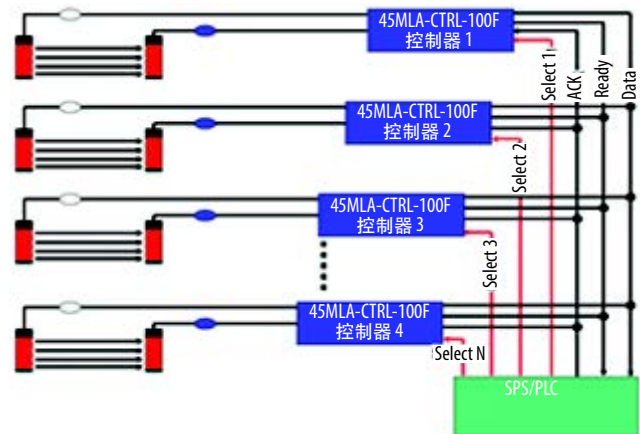 45MLA-CTRL-100F
控制器 1
Select 1
ACK
Ready
Data
45MLA-CTRL-100F
控制器 2
Select 2
45MLA-CTRL-100F
控制器 3
Select 3
45MLA-CTRL-100F
控制器 4
Select N
SPS/PLC